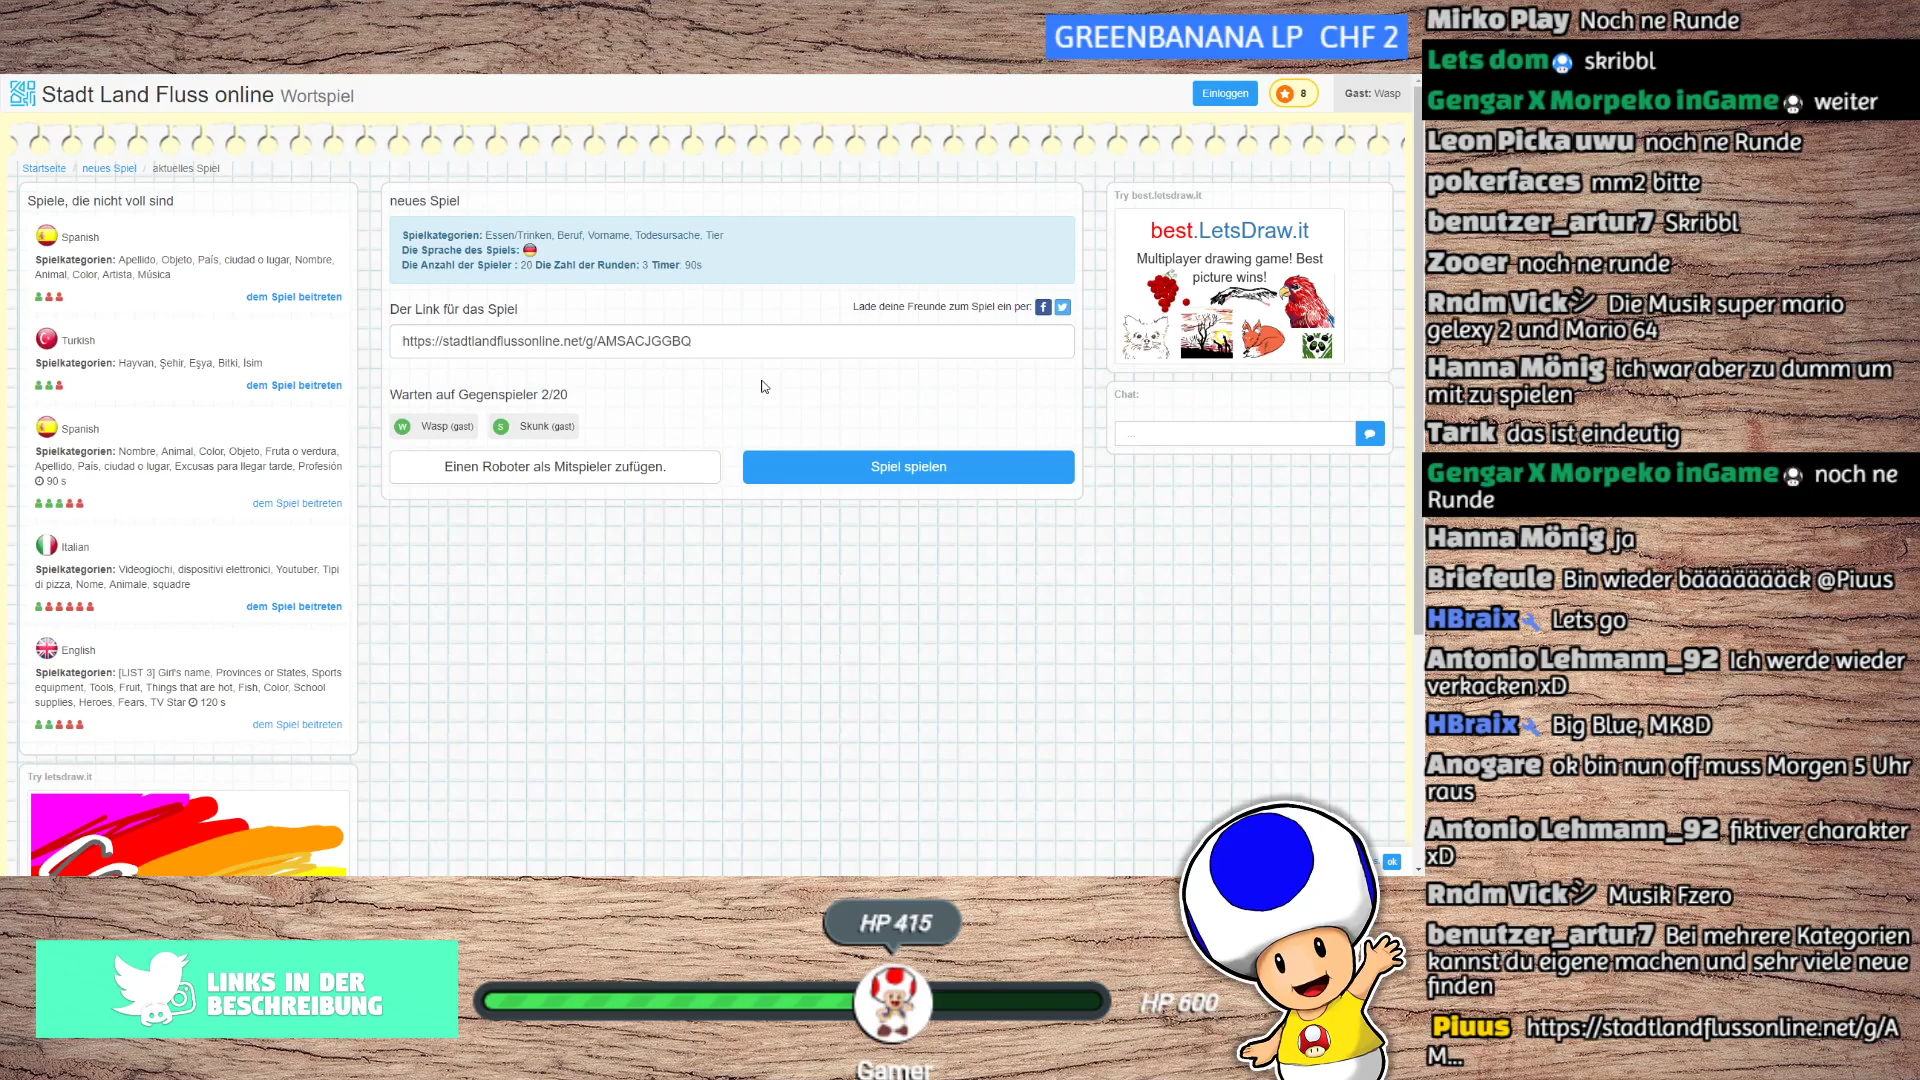 GREENBANANA LP CHF 2
Stadt Land Fluss online Wortspiel
Einloggen
8
Gast: Wasp
Startseite / neues Spiel / aktuelles Spiel
Spiele, die nicht voll sind
Spanish
Spielkategorien: Apellido, Objeto, País, ciudad o lugar, Nombre,
Animal, Color, Artista, Música
dem Spiel beitreten
Turkish
Spielkategorien: Hayvan, Şehir, Eşya, Bitki, İsim
dem Spiel beitreten
Spanish
Spielkategorien: Nombre, Animal, Color, Objeto, Fruta o verdura,
Apellido, País, ciudad o lugar, Excusas para llegar tarde, Profesión
90 s
dem Spiel beitreten
Italian
Spielkategorien: Videogiochi, dispositivi elettronici, Youtuber, Tipi
di pizza, Nome, Animale, squadre
dem Spiel beitreten
English
Spielkategorien: [LIST 3] Girl's name, Provinces or States, Sports
equipment, Tools, Fruit, Things that are hot, Fish, Color, School
supplies, Heroes, Fears, TV Star 120 s
dem Spiel beitreten
Try letsdraw.it
neues Spiel
Spielkategorien: Essen/Trinken, Beruf, Vorname, Todesursache, Tier
Die Sprache des Spiels:
Die Anzahl der Spieler : 20 Die Zahl der Runden: 3 Timer: 90s
Der Link für das Spiel
Lade deine Freunde zum Spiel ein per:
https://stadtlandflussonline.net/g/AMSACJGGBQ
Warten auf Gegenspieler 2/20
W Wasp (gast) S Skunk (gast)
Einen Roboter als Mitspieler zufügen.
Spiel spielen
Try best.letsdraw.it
best.LetsDraw.it
Multiplayer drawing game! Best
picture wins!
Chat:
...
ok
LINKS IN DER
BESCHREIBUNG
HP 415
HP 600
Gamer
Mirko Play Noch ne Runde
Lets dom skribbl
Gengar X Morpeko inGame weiter
Leon Picka uwu noch ne Runde
pokerfaces mm2 bitte
benutzer_artur7 Skribbl
Zooer noch ne runde
Rndm Vickシ Die Musik super mario
gelexy 2 und Mario 64
Hanna Mönig ich war aber zu dumm um
mit zu spielen
Tarik das ist eindeutig
Gengar X Morpeko inGame noch ne
Runde
Hanna Mönig ja
Briefeule Bin wieder bäääääääck @Piuus
HBraix Lets go
Antonio Lehmann_92 Ich werde wieder
verkacken xD
HBraix Big Blue, MK8D
Anogare ok bin nun off muss Morgen 5 Uhr
raus
Antonio Lehmann_92 fiktiver charakter
xD
Rndm Vickシ Musik Fzero
benutzer_artur7 Bei mehrere Kategorien
kannst du eigene machen und sehr viele neue
finden
Piuus https://stadtlandflussonline.net/g/A
M...